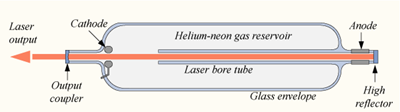 Laser
output
Cathode
Helium-neon gas reservoir
Anode
Output
coupler
Laser bore tube
Glass envelope
High
reflector